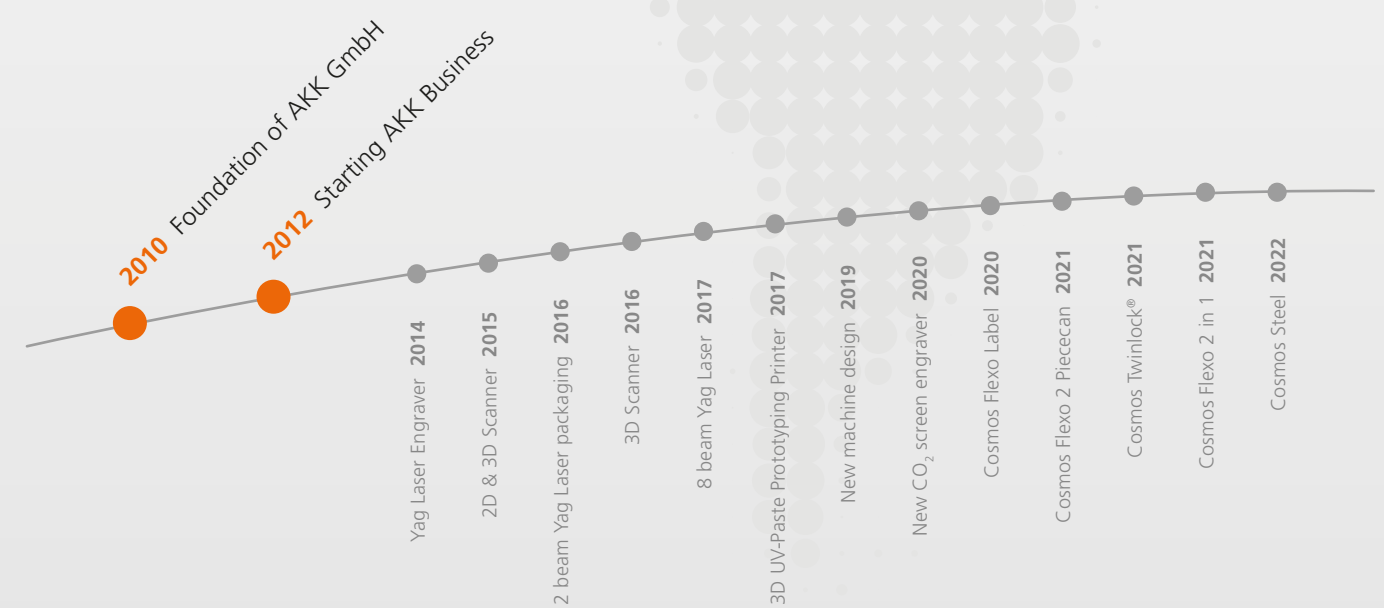 2010 Foundation of AKK GmbH
2012 Starting AKK Business
Yag Laser Engraver 2014
2D & 3D Scanner 2015
2 beam Yag Laser packaging 2016
3D Scanner 2016
8 beam Yag Laser 2017
3D UV-Paste Prototyping Printer 2017
New machine design 2019
New CO₂ screen engraver 2020
Cosmos Flexo Label 2020
Cosmos Flexo 2 Piececan 2021
Cosmos Twinlock® 2021
Cosmos Flexo 2 in 1 2021
Cosmos Steel 2022